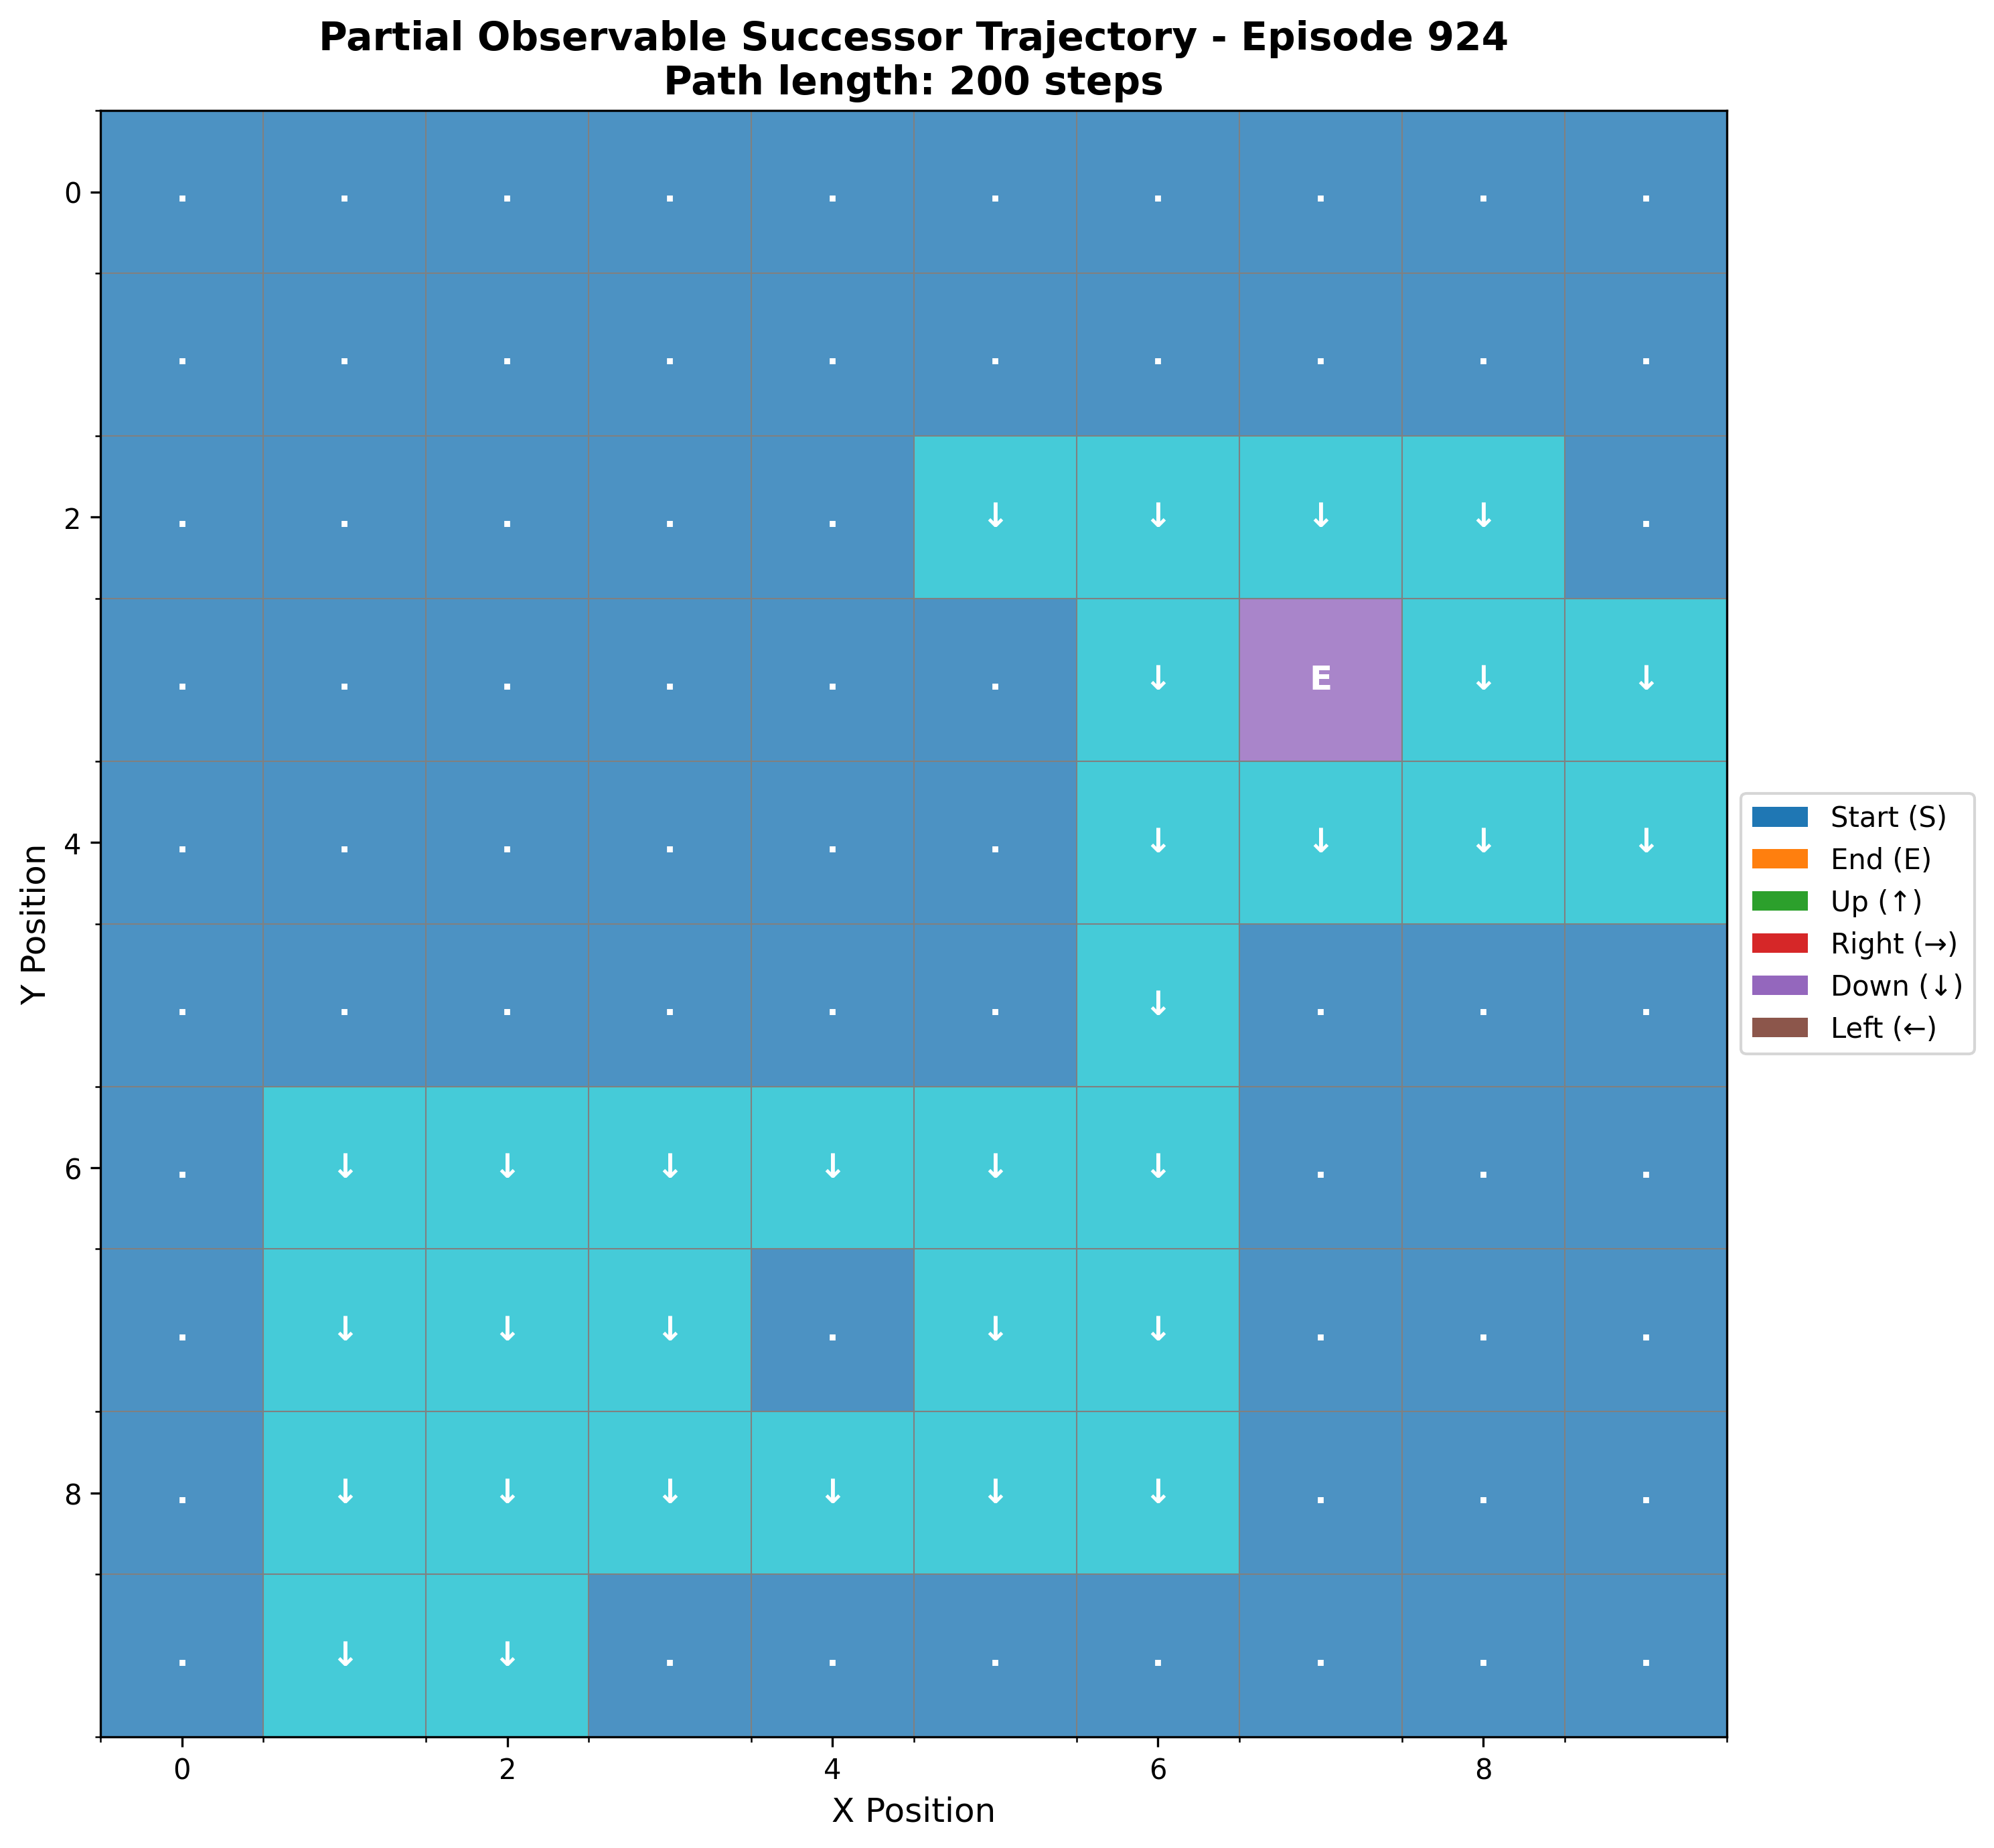 Partial Observable Successor Trajectory - Episode 924
Path length: 200 steps
0 . . . . . . . . . .
. . . . . . . . . .
2 . . . . . ↓ ↓ ↓ ↓ .
. . . . . . ↓ E ↓ ↓
4 . . . . . . ↓ ↓ ↓ ↓
. . . . . . ↓ . . .
6 . ↓ ↓ ↓ ↓ ↓ ↓ . . .
. ↓ ↓ ↓ . ↓ ↓ . . .
8 . ↓ ↓ ↓ ↓ ↓ ↓ . . .
. ↓ ↓ . . . . . . .
0 2 4 6 8
X Position
Y Position
Start (S)
End (E)
Up (↑)
Right (→)
Down (↓)
Left (←)